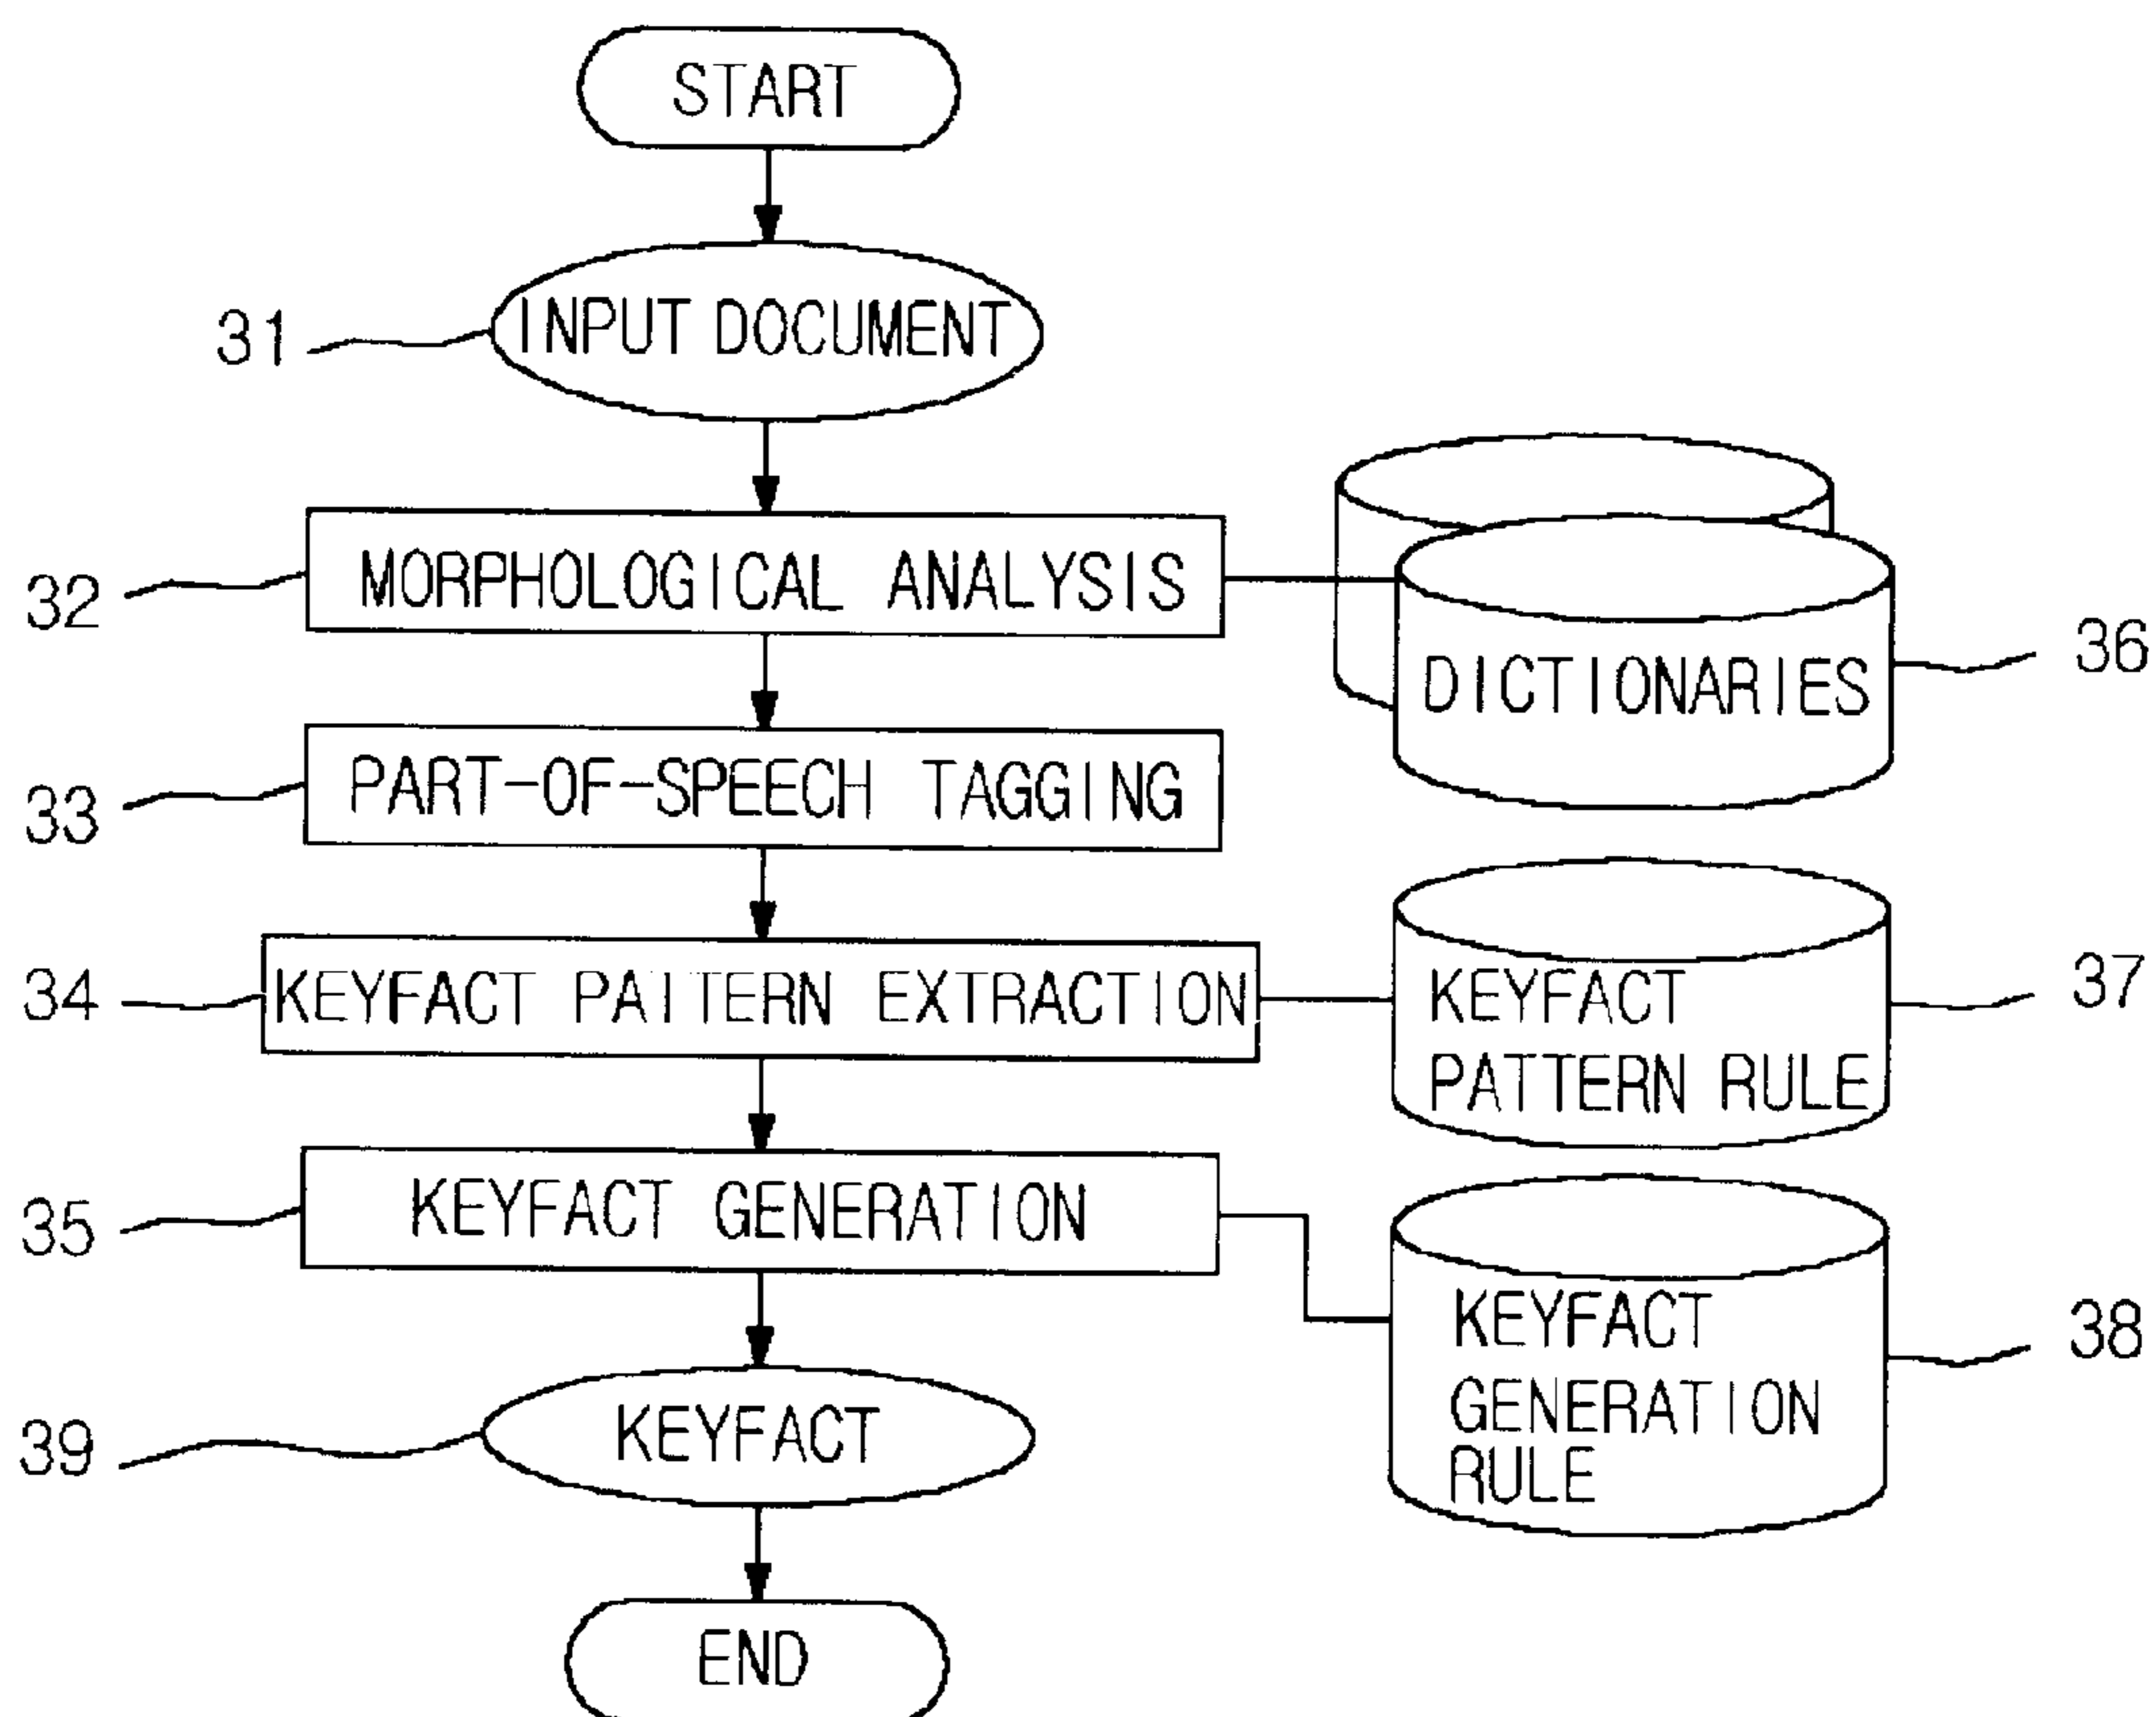 START
31
INPUT DOCUMENT
32
MORPHOLOGICAL ANALYSIS
DICTIONARIES
36
33
PART-OF-SPEECH TAGGING
34
KEYFACT PATTERN EXTRACTION
KEYFACT
PATTERN RULE
37
35
KEYFACT GENERATION
KEYFACT
GENERATION
RULE
38
39
KEYFACT
END